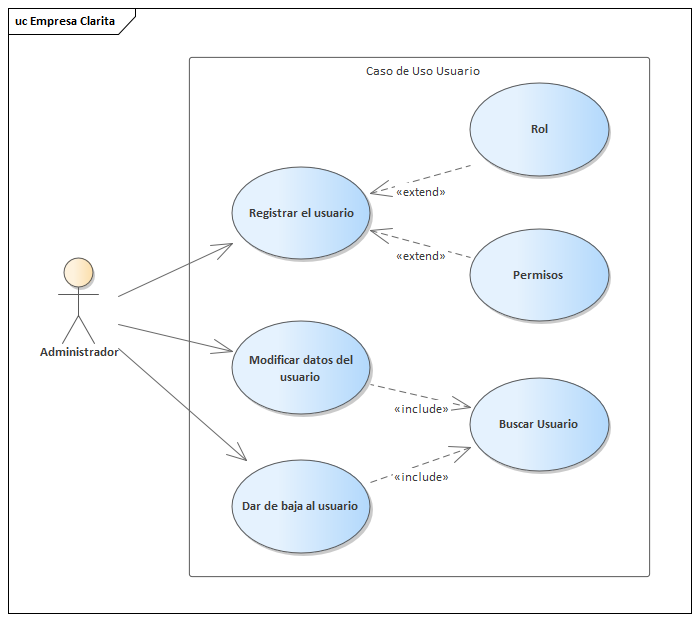 uc Empresa Clarita
Caso de Uso Usuario
Rol
«extend»
Registrar el usuario
«extend»
Permisos
Administrador
Modificar datos del
usuario
«include»
Buscar Usuario
«include»
Dar de baja al usuario